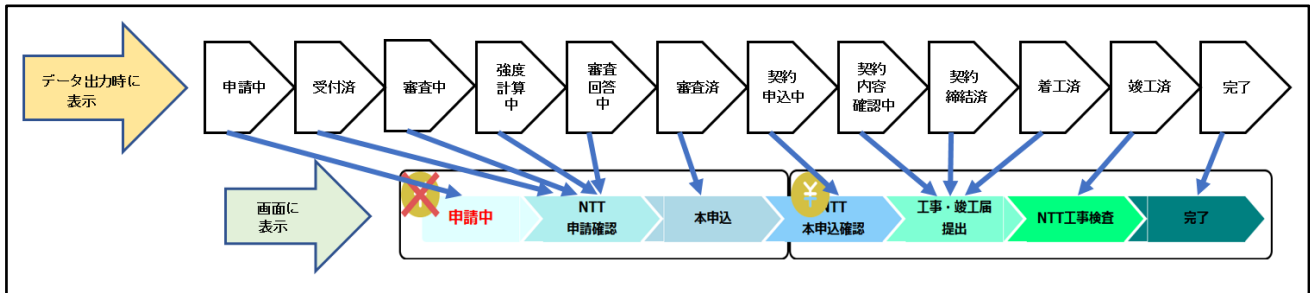 データ出力時に
表示
申請中
受付済
審査中
強度
計算
中
審査
回答
中
審査済
契約
申込中
契約
内容
確認中
契約
締結済
着工済
竣工済
完了
画面に
表示
申請中
NTT
申請確認
本申込
¥
NTT
本申込確認
工事・竣工届
提出
NTT工事検査
完了